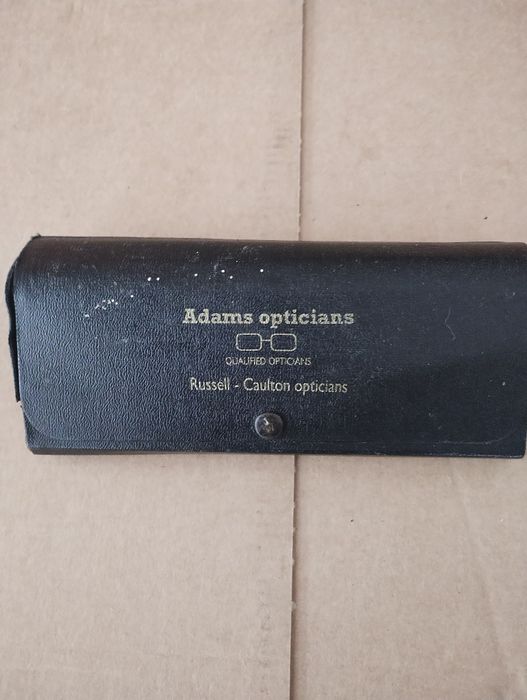 Adams opticians
QUALIFIED OPTICIANS
Russell - Caulton opticians